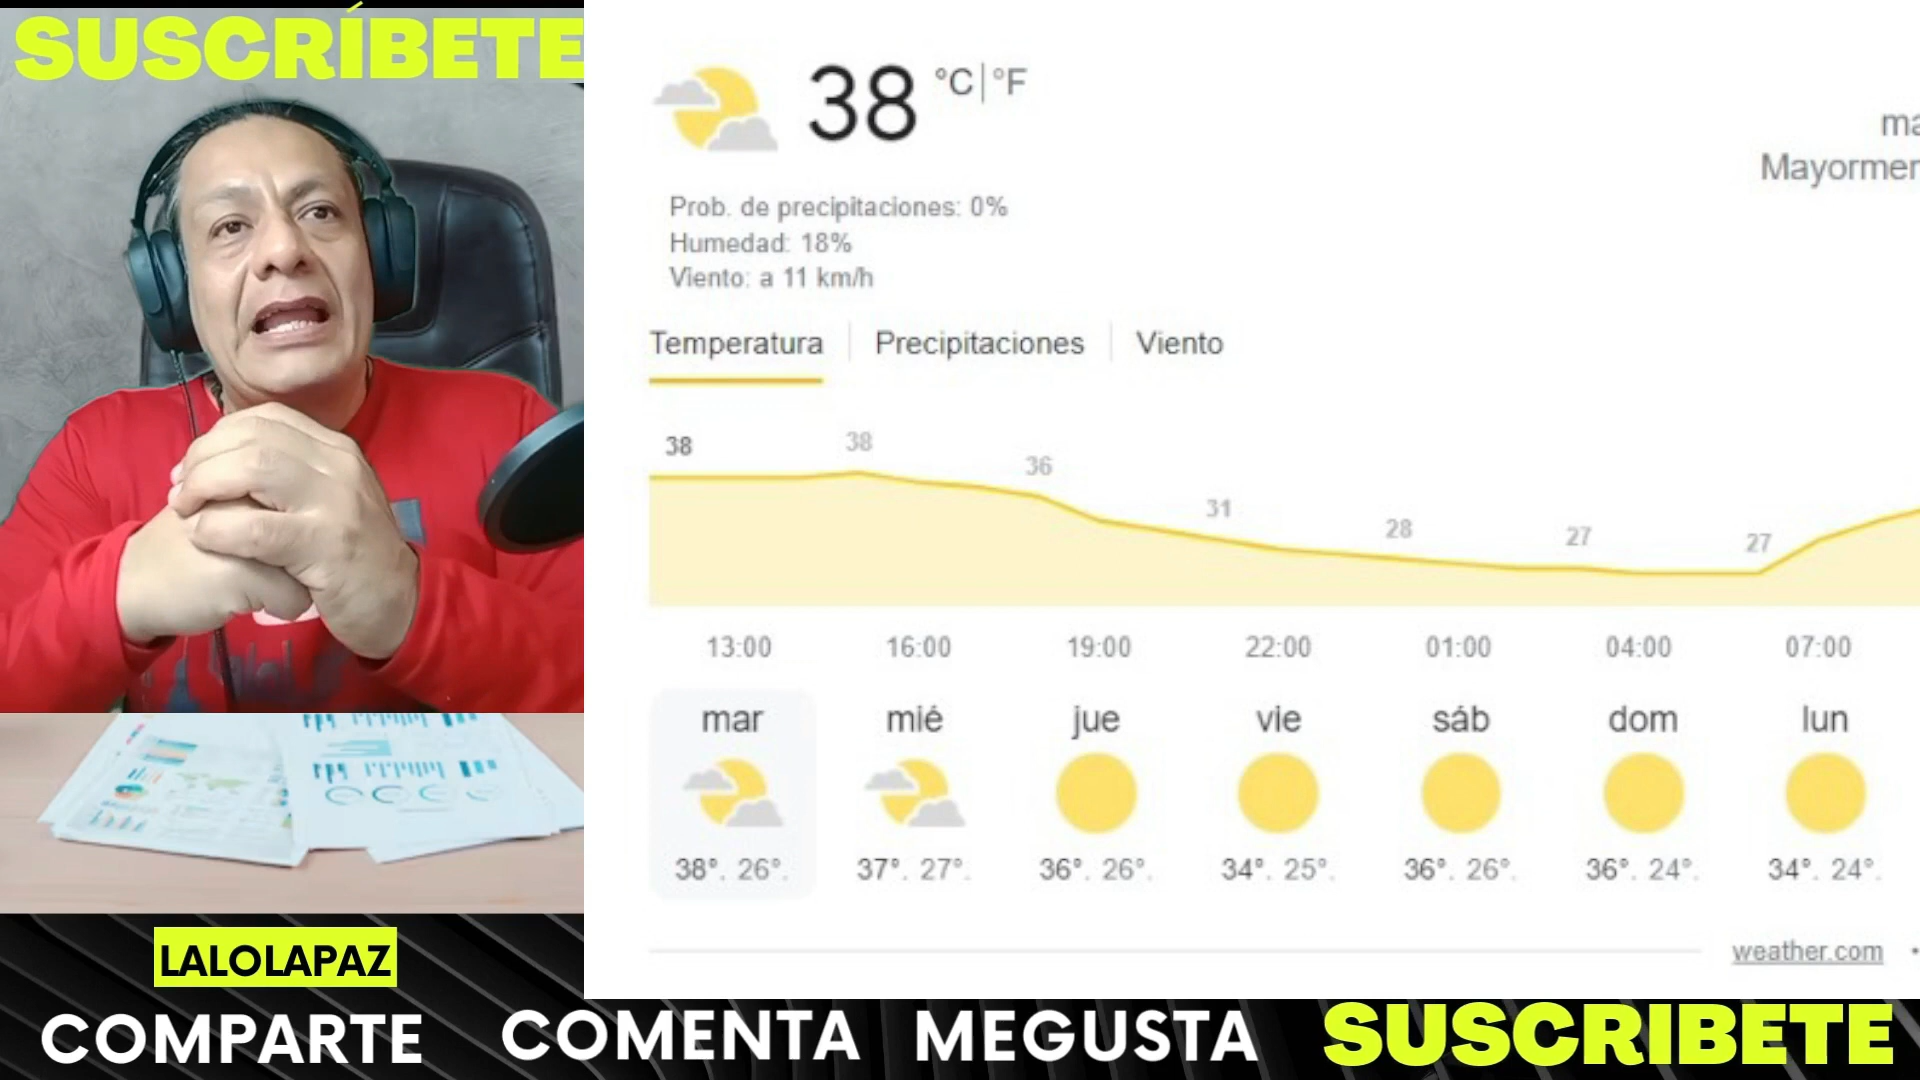 SUSCRÍBETE
38 °C|°F
Prob. de precipitaciones: 0%
Humedad: 18%
Viento: a 11 km/h
Temperatura Precipitaciones Viento
38 38 36 31 28 27 27
13:00 16:00 19:00 22:00 01:00 04:00 07:00
mar mié jue vie sáb dom lun
38°. 26°. 37°. 27°. 36°. 26°. 34°. 25°. 36°. 26°. 36°. 24°. 34°. 24°.
weather.com
LALOLAPAZ
COMPARTE COMENTA MEGUSTA SUSCRIBETE